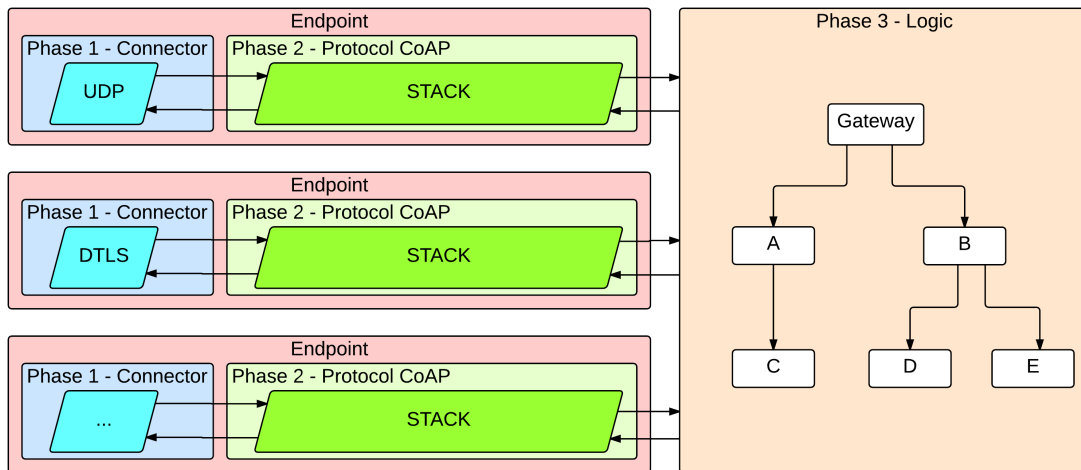 Endpoint
Phase 1 - Connector
Phase 2 - Protocol CoAP
UDP
STACK
Endpoint
Phase 1 - Connector
Phase 2 - Protocol CoAP
DTLS
STACK
Endpoint
Phase 1 - Connector
Phase 2 - Protocol CoAP
...
STACK
Phase 3 - Logic
Gateway
A
B
C
D
E